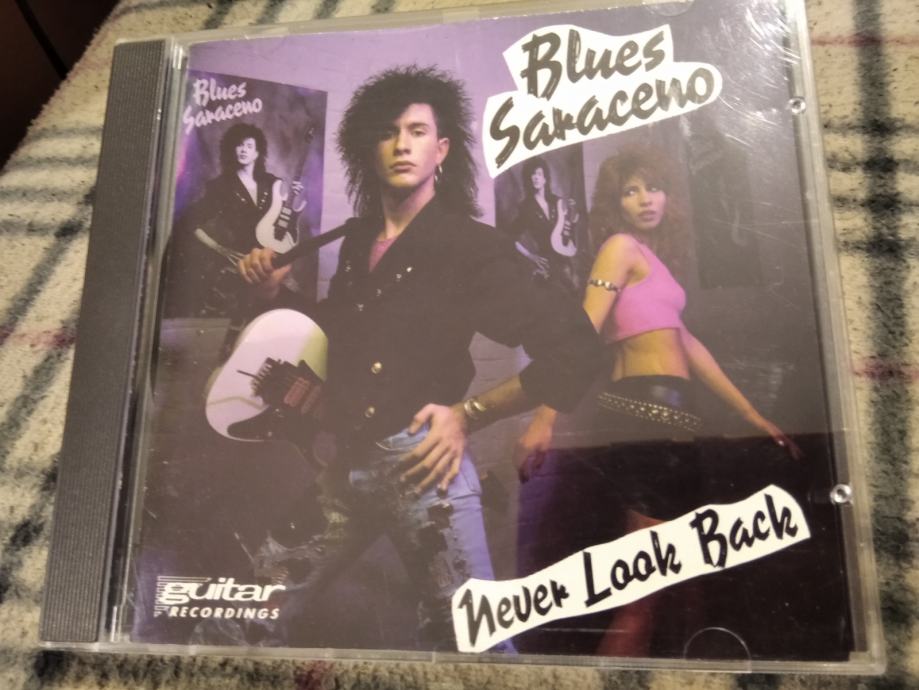 Blues
Saraceno
Blues
Saraceno
Never Look Back
guitar
RECORDINGS